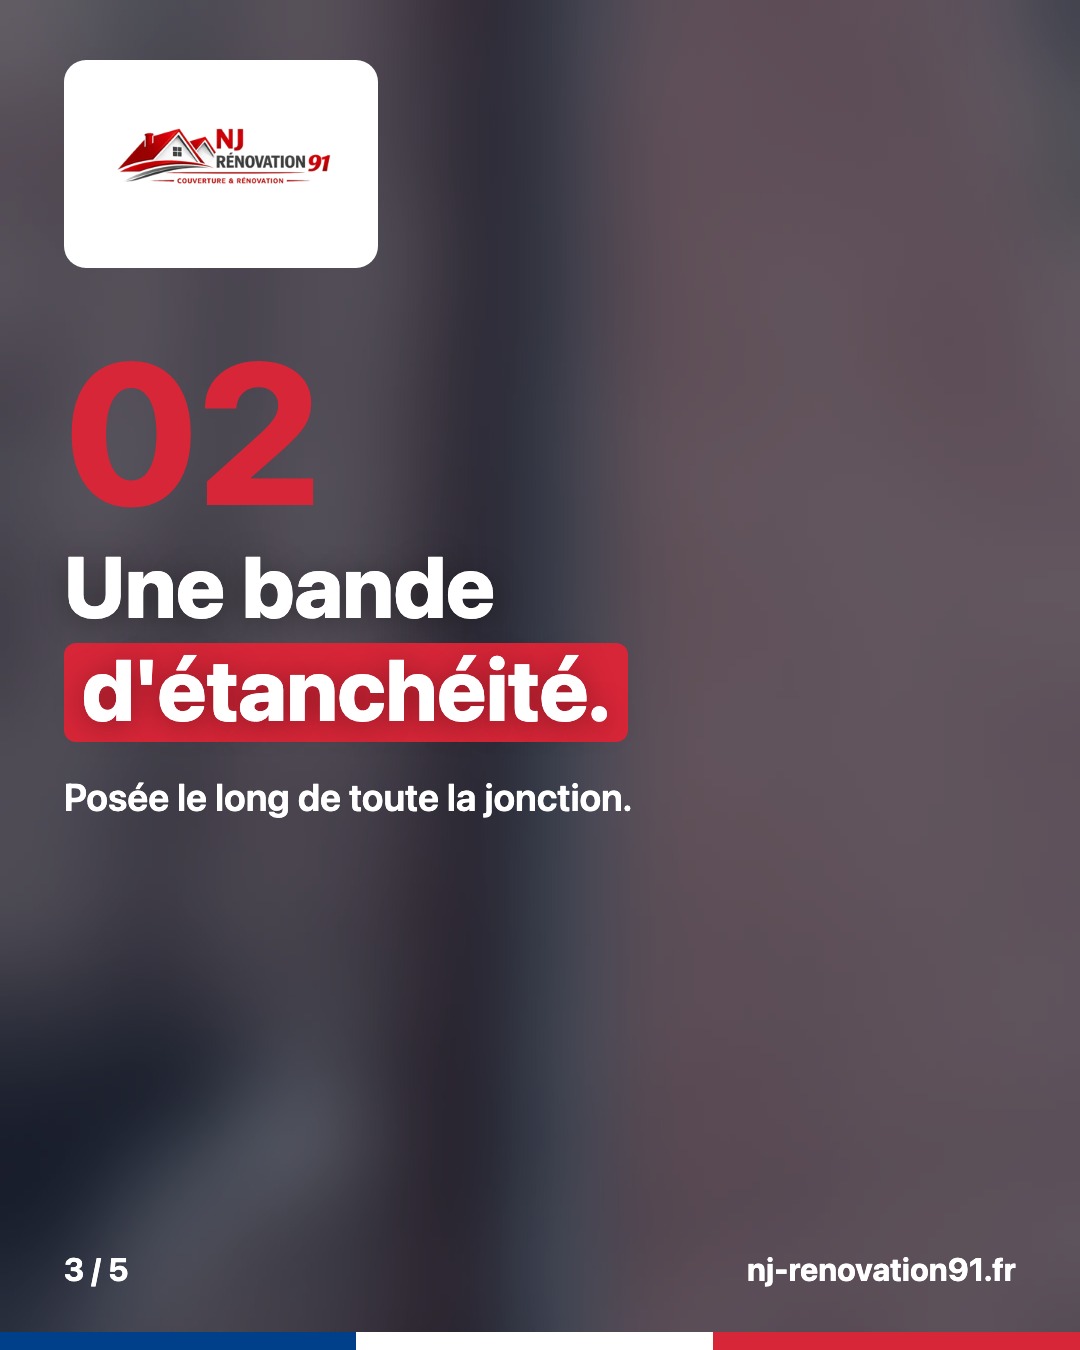 NJ
RÉNOVATION 91
COUVERTURE & RÉNOVATION
02
Une bande
d'étanchéité.
Posée le long de toute la jonction.
3 / 5
nj-renovation91.fr